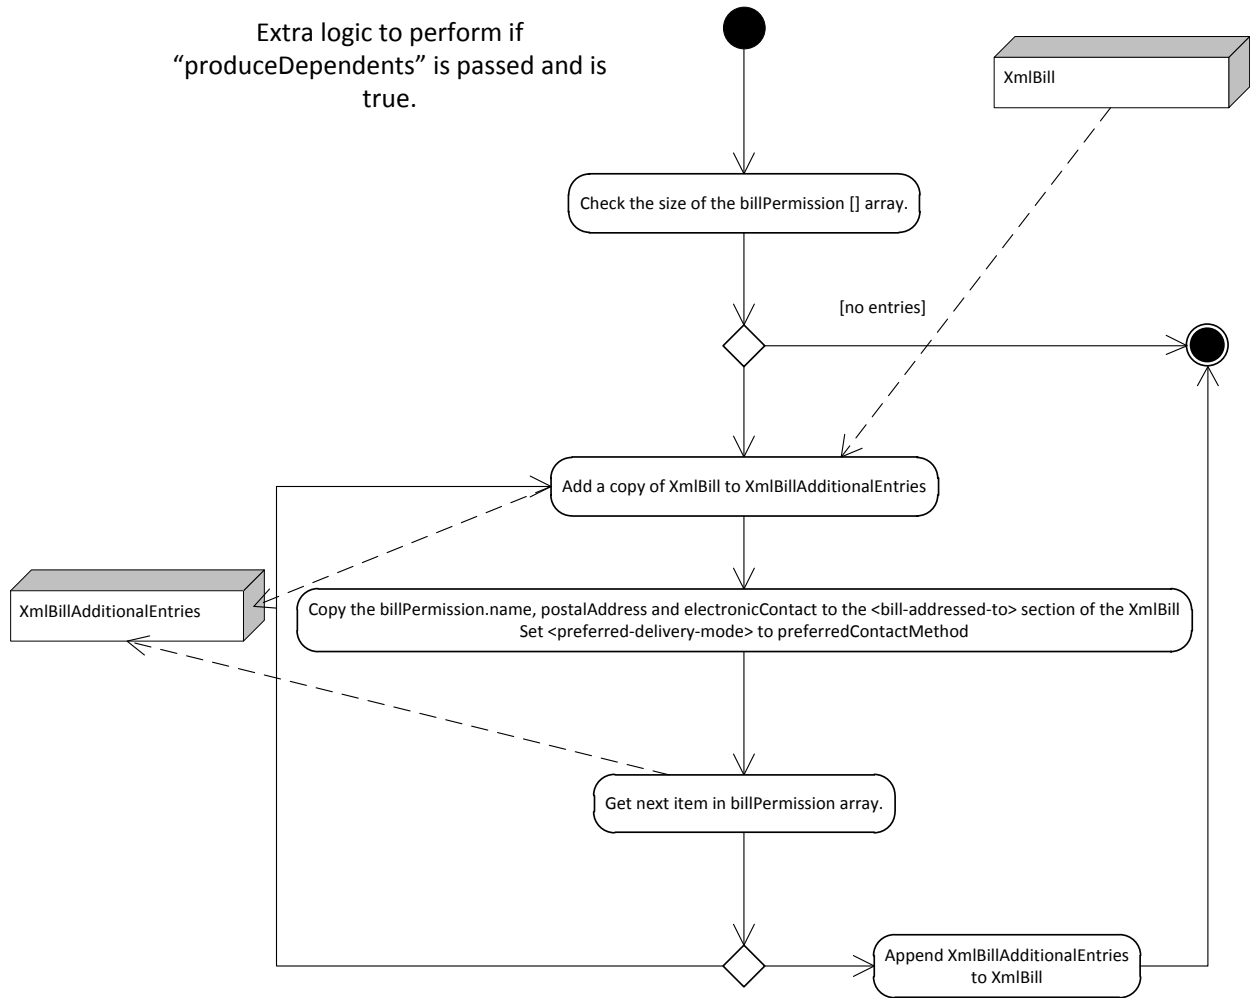 Extra logic to perform if
“produceDependents” is passed and is
true.
XmlBill
Check the size of the billPermission [] array.
[no entries]
Add a copy of XmlBill to XmlBillAdditionalEntries
XmlBillAdditionalEntries
Copy the billPermission.name, postalAddress and electronicContact to the <bill-addressed-to> section of the XmlBill
Set <preferred-delivery-mode> to preferredContactMethod
Get next item in billPermission array.
Append XmlBillAdditionalEntries
to XmlBill